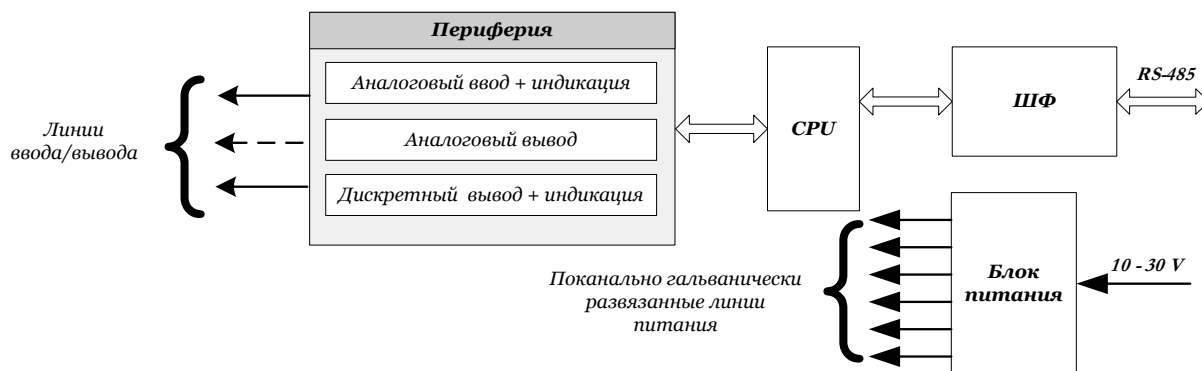 Периферия
Аналоговый ввод + индикация
Аналоговый вывод
Дискретный вывод + индикация
Линии
ввода/вывода
CPU
ШФ
RS-485
Поканально гальванически
развязанные линии
питания
Блок
питания
10 - 30 V